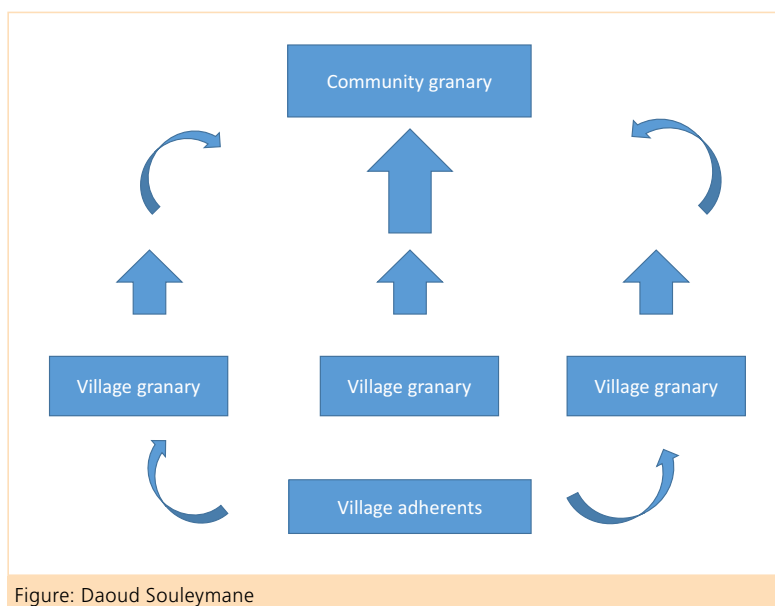 Community granary
Village granary
Village granary
Village granary
Village adherents
Figure: Daoud Souleymane